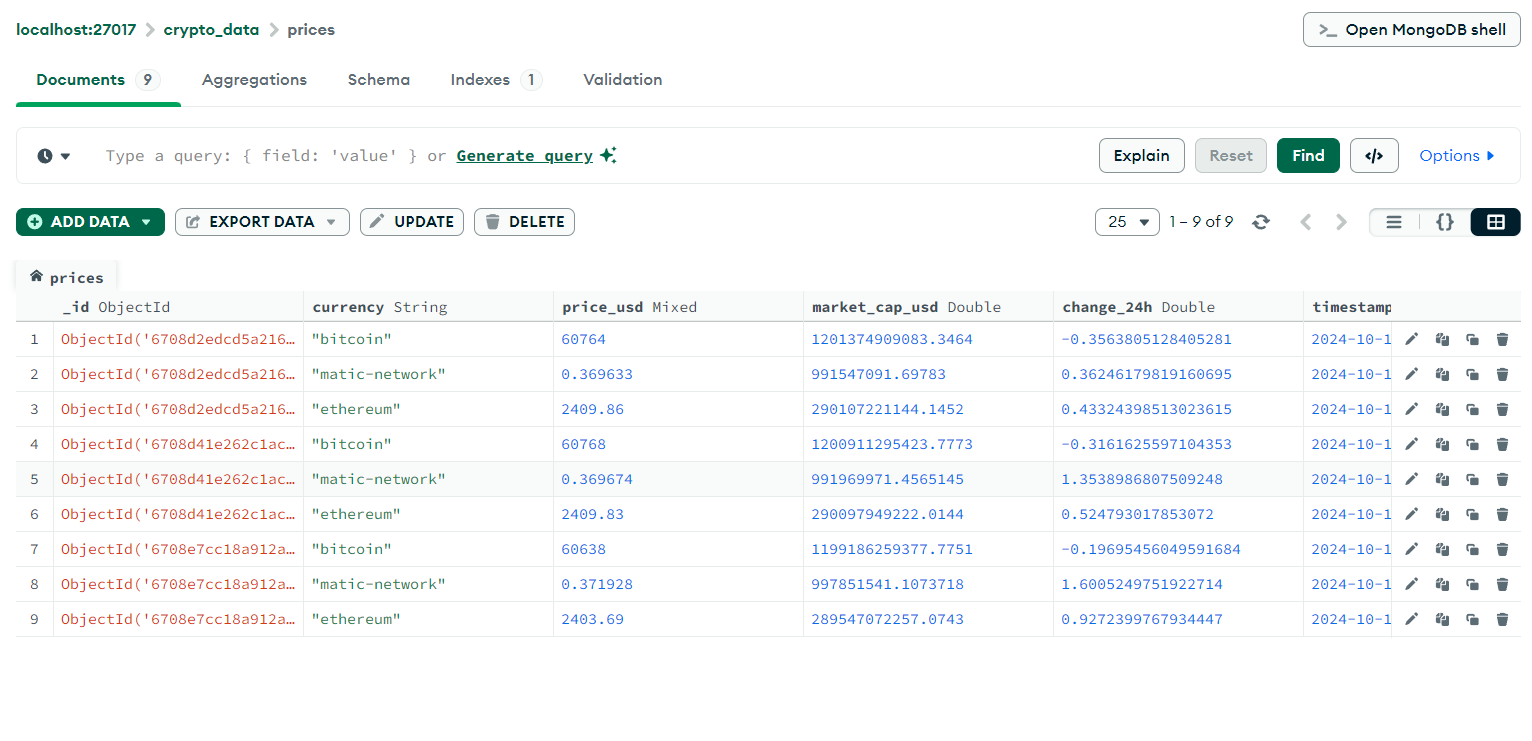 localhost:27017 > crypto_data > prices
>_ Open MongoDB shell
Documents 9 Aggregations Schema Indexes 1 Validation
Type a query: { field: 'value' } or Generate query
Explain Reset Find </> Options
ADD DATA EXPORT DATA UPDATE DELETE
25 1 – 9 of 9 {}
prices
_id ObjectId currency String price_usd Mixed market_cap_usd Double change_24h Double timestamp
1 ObjectId('6708d2edcd5a216… "bitcoin" 60764 1201374909083.3464 -0.3563805128405281 2024-10-1
2 ObjectId('6708d2edcd5a216… "matic-network" 0.369633 991547091.69783 0.36246179819160695 2024-10-1
3 ObjectId('6708d2edcd5a216… "ethereum" 2409.86 290107221144.1452 0.43324398513023615 2024-10-1
4 ObjectId('6708d41e262c1ac… "bitcoin" 60768 1200911295423.7773 -0.3161625597104353 2024-10-1
5 ObjectId('6708d41e262c1ac… "matic-network" 0.369674 991969971.4565145 1.3538986807509248 2024-10-1
6 ObjectId('6708d41e262c1ac… "ethereum" 2409.83 290097949222.0144 0.524793017853072 2024-10-1
7 ObjectId('6708e7cc18a912a… "bitcoin" 60638 1199186259377.7751 -0.19695456049591684 2024-10-1
8 ObjectId('6708e7cc18a912a… "matic-network" 0.371928 997851541.1073718 1.6005249751922714 2024-10-1
9 ObjectId('6708e7cc18a912a… "ethereum" 2403.69 289547072257.0743 0.9272399767934447 2024-10-1